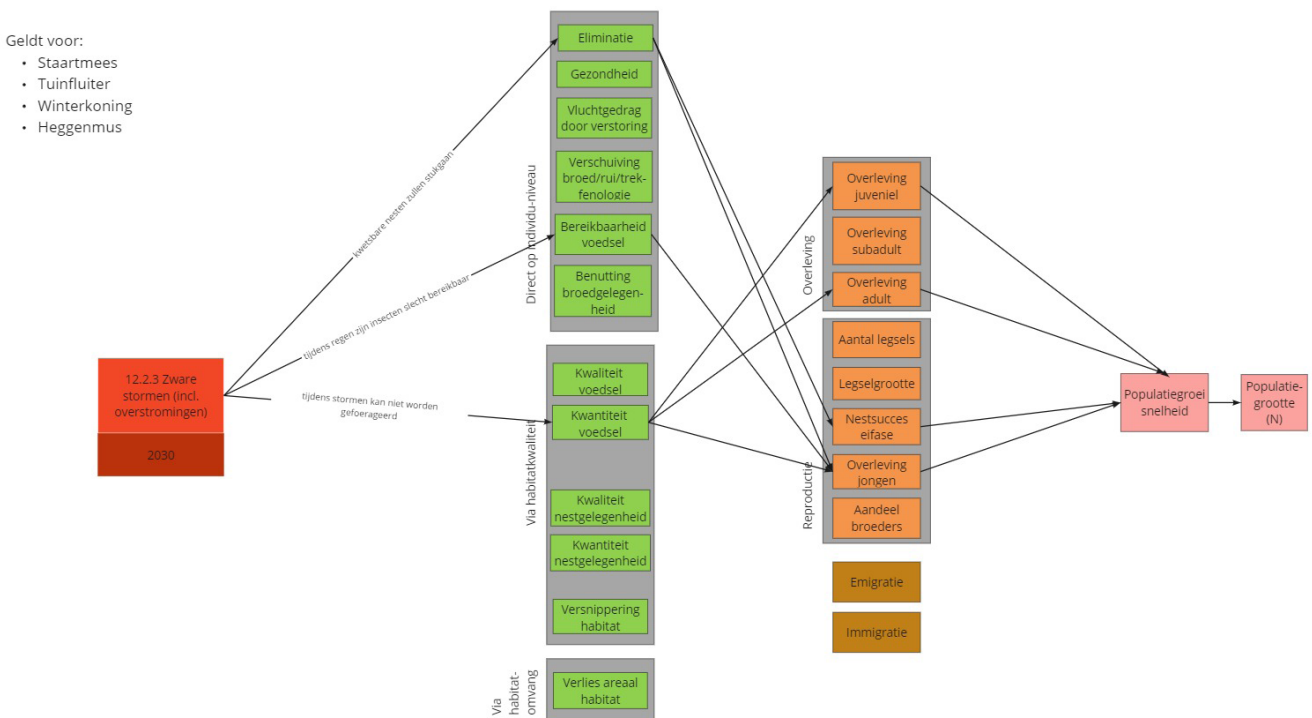 Geldt voor:
• Staartmees
• Tuinfluiter
• Winterkoning
• Heggenmus
12.2.3 Zware
stormen (incl.
overstromingen)
2030
kwetsbare nesten zullen stukgaan
tijdens regen zijn insecten slecht bereikbaar
tijdens stormen kan niet worden
gefoerageerd
Direct op individu-niveau
Eliminatie
Gezondheid
Vluchtgedrag
door verstoring
Verschuiving
broed/rui/trek-
fenologie
Bereikbaarheid
voedsel
Benutting
broedgelegen-
heid
Via habitatkwaliteit
Kwaliteit
voedsel
Kwantiteit
voedsel
Kwaliteit
nestgelegenheid
Kwantiteit
nestgelegenheid
Versnippering
habitat
Via
habitat-
omvang
Verlies areaal
habitat
Overleving
Overleving
juveniel
Overleving
subadult
Overleving
adult
Reproductie
Aantal legsels
Legselgrootte
Nestsucces
eifase
Overleving
jongen
Aandeel
broeders
Emigratie
Immigratie
Populatiegroei
snelheid
Populatie-
grootte
(N)